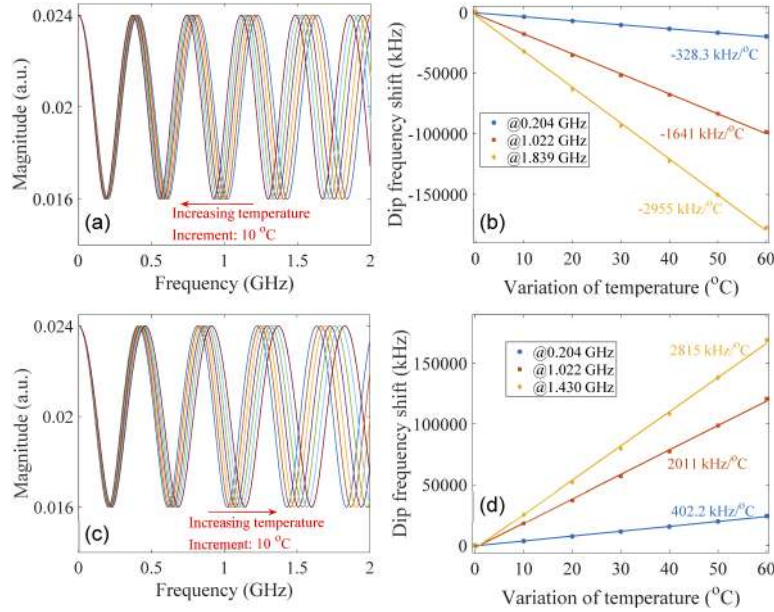 0.024
0.02
0.016
Magnitude (a.u.)
(a)
Increasing temperature
Increment: 10 °C
0
0.5
1
1.5
2
Frequency (GHz)
0
-50000
-100000
-150000
Dip frequency shift (kHz)
-328.3 kHz/°C
@0.204 GHz
@1.022 GHz
@1.839 GHz
-1641 kHz/°C
(b)
-2955 kHz/°C
0
10
20
30
40
50
60
Variation of temperature (°C)
0.024
0.02
0.016
Magnitude (a.u.)
(c)
Increasing temperature
Increment: 10 °C
0
0.5
1
1.5
2
Frequency (GHz)
150000
100000
50000
0
Dip frequency shift (kHz)
@0.204 GHz
@1.022 GHz
@1.430 GHz
2815 kHz/°C
2011 kHz/°C
(d)
402.2 kHz/°C
0
10
20
30
40
50
60
Variation of temperature (°C)